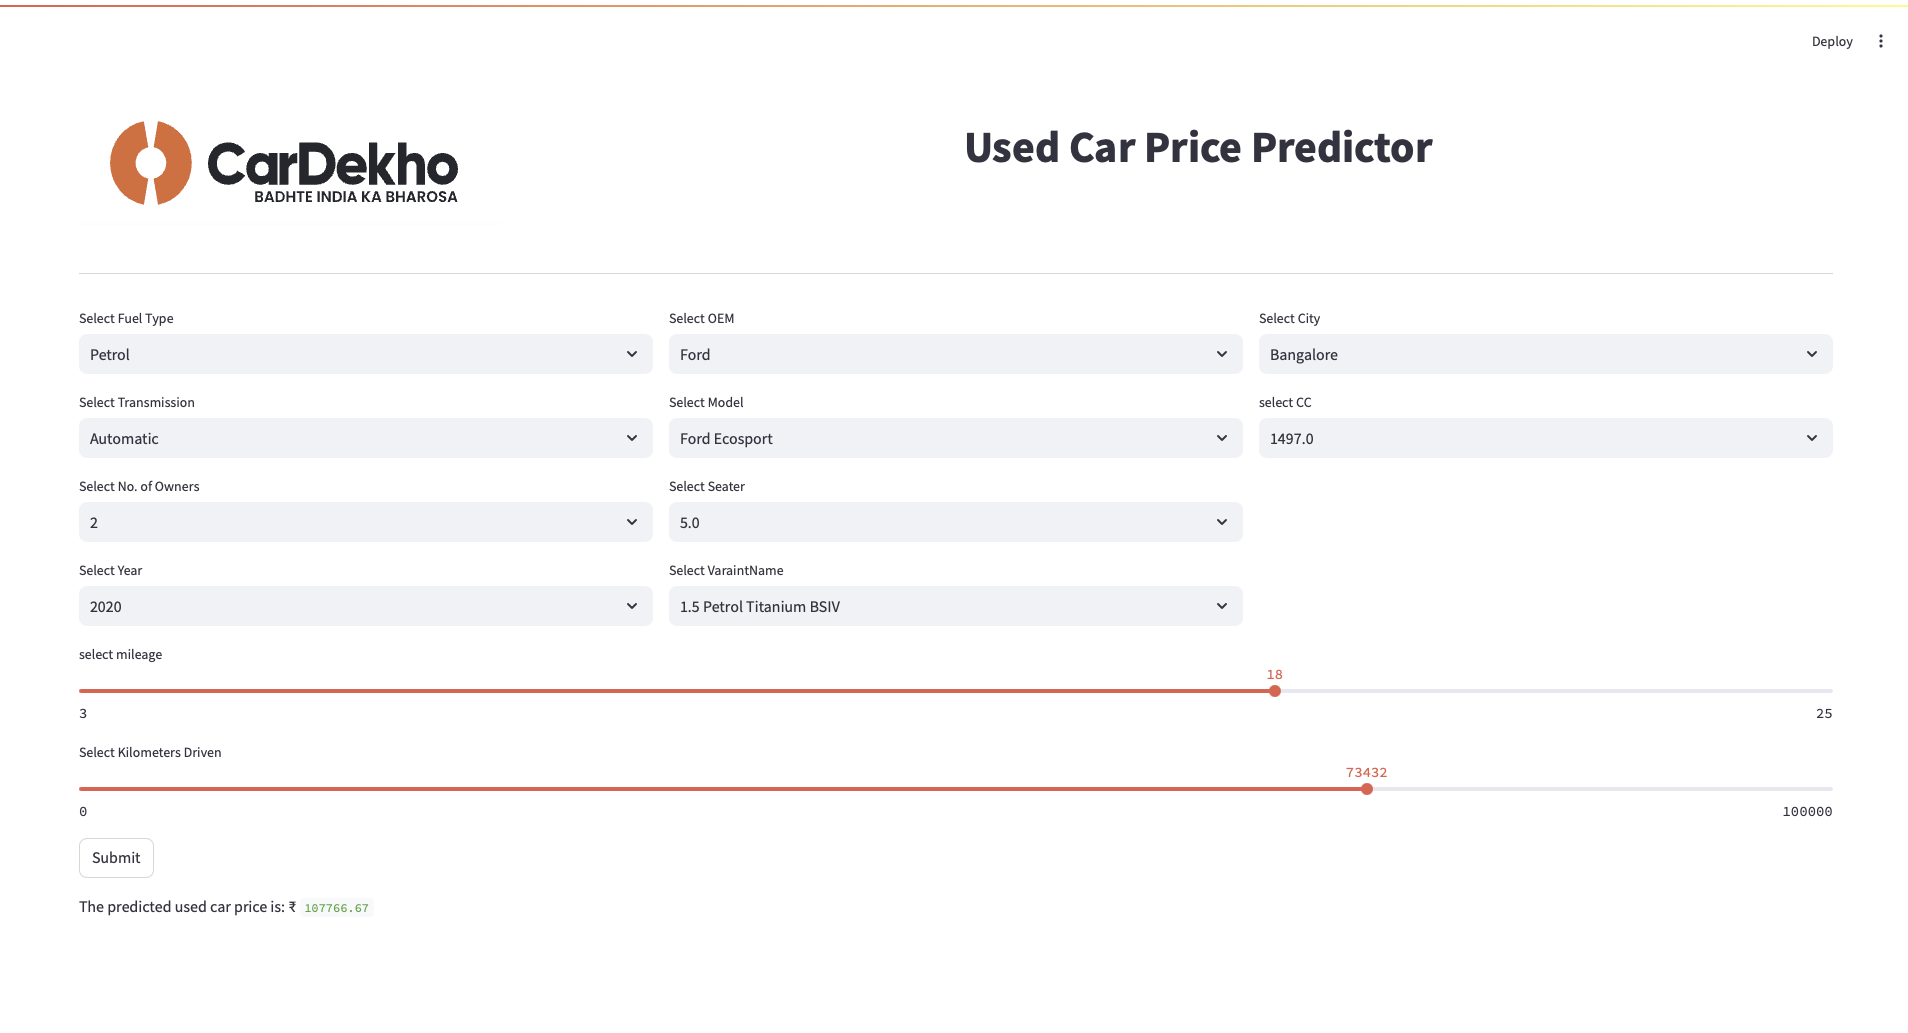 Deploy
CarDekho
BADHTE INDIA KA BHAROSA
Used Car Price Predictor
Select Fuel Type
Petrol
Select OEM
Ford
Select City
Bangalore
Select Transmission
Automatic
Select Model
Ford Ecosport
select CC
1497.0
Select No. of Owners
2
Select Seater
5.0
Select Year
2020
Select VaraintName
1.5 Petrol Titanium BSIV
select mileage
18
3
25
Select Kilometers Driven
73432
0
100000
Submit
The predicted used car price is: ₹ 107766.67